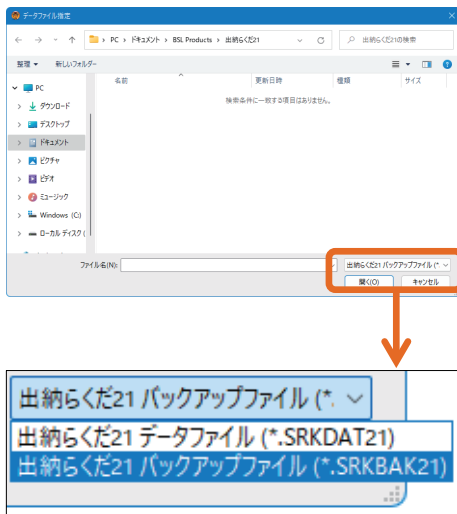 データファイル指定
PC › ドキュメント › BSL Products › 出納らくだ21
出納らくだ21の検索
整理 新しいフォルダー
名前 更新日時 種類 サイズ
検索条件に一致する項目はありません。
PC
ダウンロード
デスクトップ
ドキュメント
ピクチャ
ビデオ
ミュージック
Windows (C:)
ローカル ディスク (
ファイル名(N):
出納らくだ21 バックアップファイル (*.
開く(O) キャンセル
出納らくだ21 バックアップファイル (*.
出納らくだ21 データファイル (*.SRKDAT21)
出納らくだ21 バックアップファイル (*.SRKBAK21)